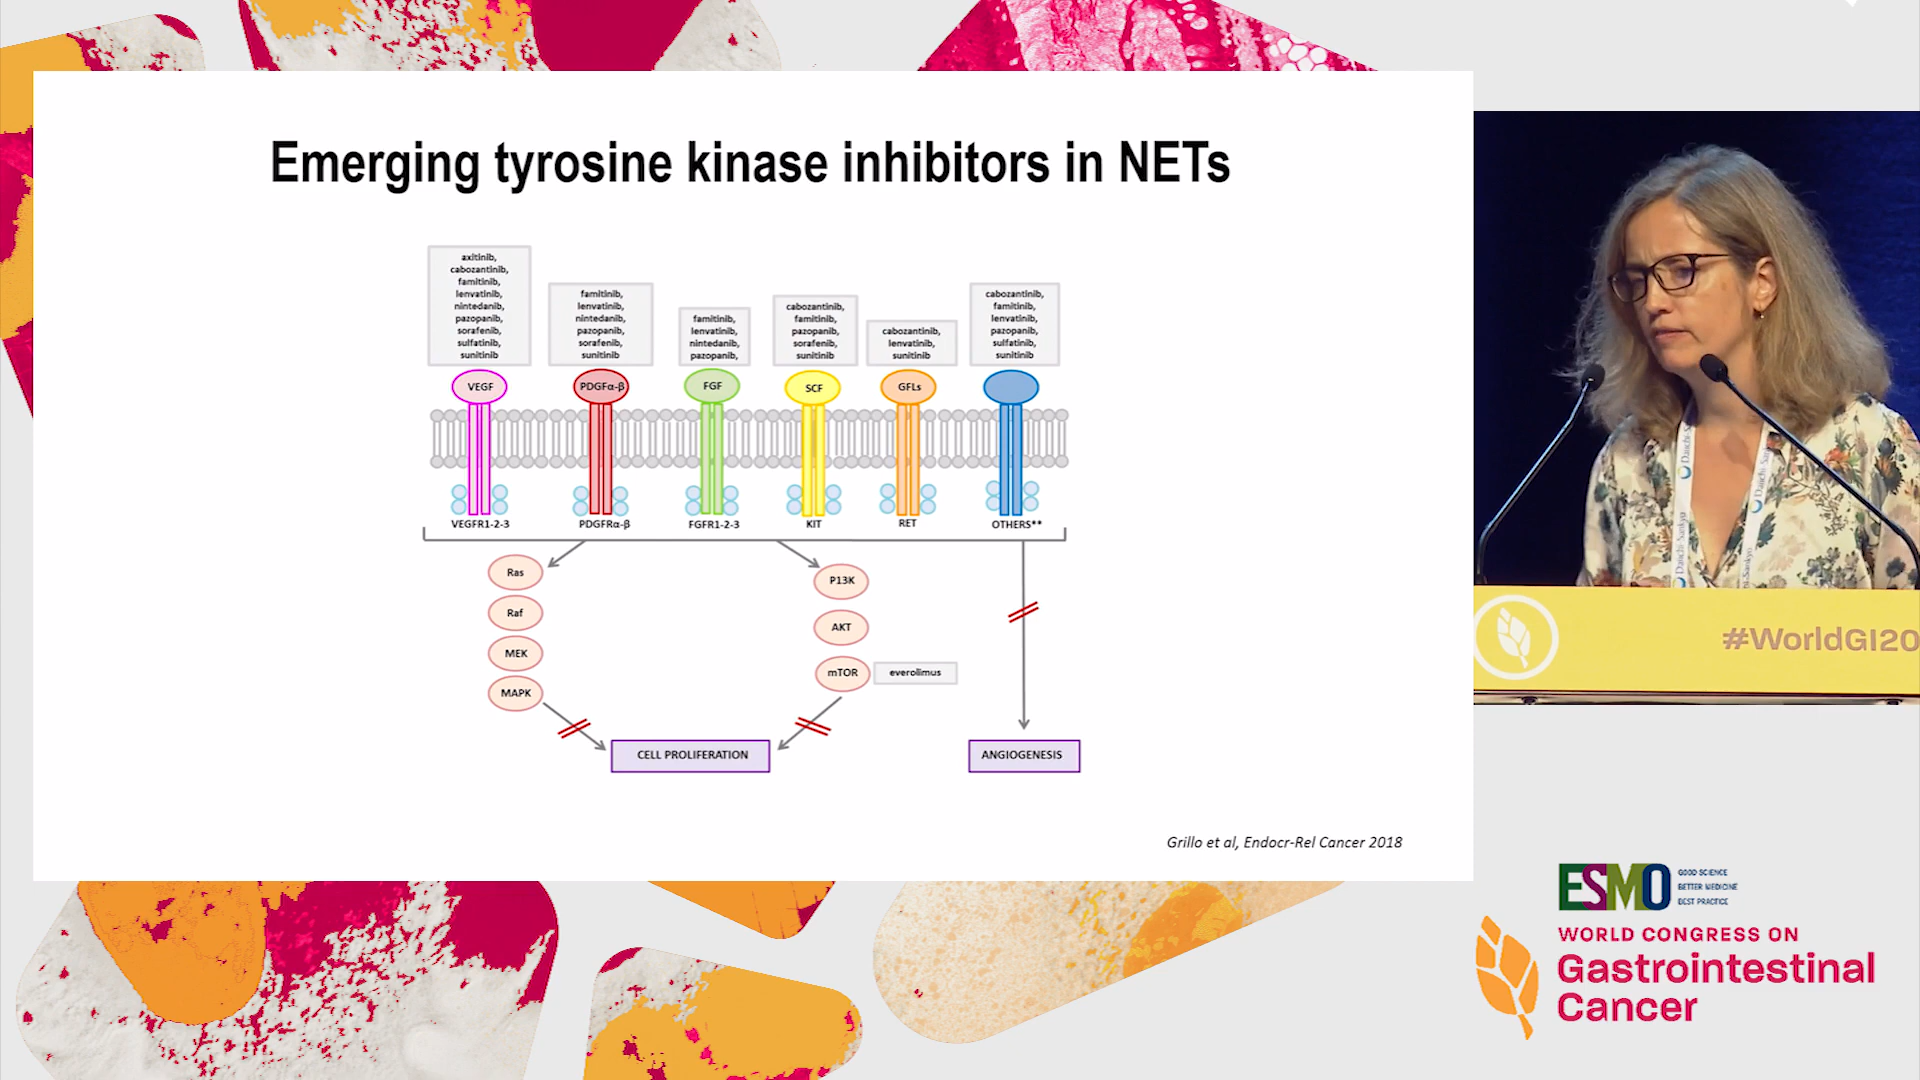 Emerging tyrosine kinase inhibitors in NETs
axitinib,
cabozantinib,
famitinib,
lenvatinib,
nintedanib,
pazopanib,
sorafenib,
sulfatinib,
sunitinib
famitinib,
lenvatinib,
nintedanib,
pazopanib,
sorafenib,
sunitinib
famitinib,
lenvatinib,
nintedanib,
pazopanib,
cabozantinib,
famitinib,
pazopanib,
sorafenib,
sunitinib
cabozantinib,
lenvatinib,
sunitinib
cabozantinib,
famitinib,
lenvatinib,
pazopanib,
sulfatinib,
sunitinib
VEGF
PDGFα-β
FGF
SCF
GFLs
VEGFR1-2-3
PDGFRα-β
FGFR1-2-3
KIT
RET
OTHERS**
Ras
Raf
MEK
MAPK
P13K
AKT
mTOR
everolimus
CELL PROLIFERATION
ANGIOGENESIS
Grillo et al, Endocr-Rel Cancer 2018
Daiichi-Sankyo
Daiichi-Sankyo
#WorldGI20
ESMO
GOOD SCIENCE
BETTER MEDICINE
BEST PRACTICE
WORLD CONGRESS ON
Gastrointestinal
Cancer